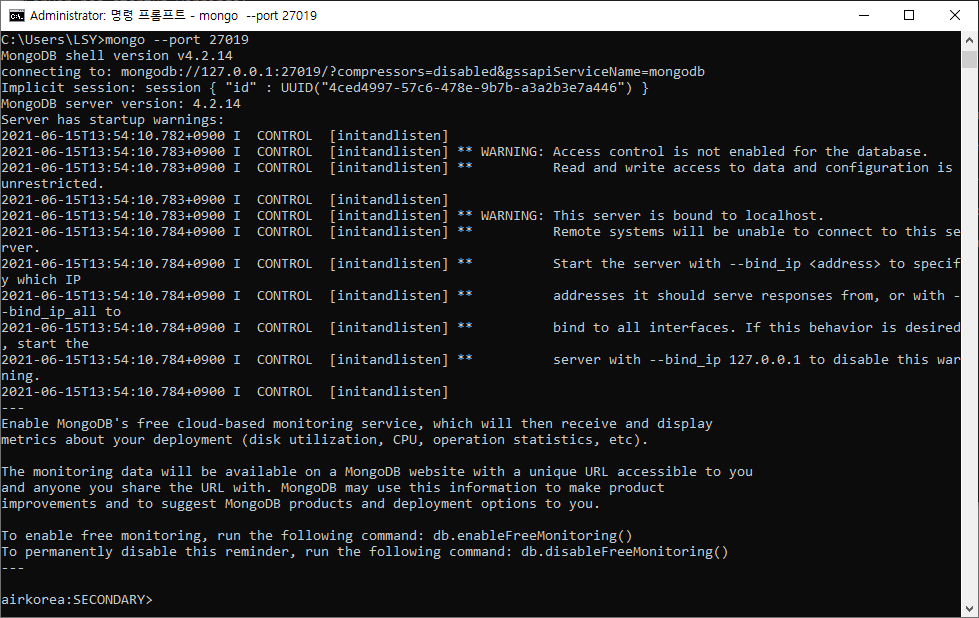 Administrator: 명령 프롬프트 - mongo  --port 27019
C:\Users\LSY>mongo --port 27019
MongoDB shell version v4.2.14
connecting to: mongodb://127.0.0.1:27019/?compressors=disabled&gssapiServiceName=mongodb
Implicit session: session { "id" : UUID("4ced4997-57c6-478e-9b7b-a3a2b3e7a446") }
MongoDB server version: 4.2.14
Server has startup warnings:
2021-06-15T13:54:10.782+0900 I  CONTROL  [initandlisten]
2021-06-15T13:54:10.783+0900 I  CONTROL  [initandlisten] ** WARNING: Access control is not enabled for the database.
2021-06-15T13:54:10.783+0900 I  CONTROL  [initandlisten] **          Read and write access to data and configuration is
unrestricted.
2021-06-15T13:54:10.783+0900 I  CONTROL  [initandlisten]
2021-06-15T13:54:10.783+0900 I  CONTROL  [initandlisten] ** WARNING: This server is bound to localhost.
2021-06-15T13:54:10.784+0900 I  CONTROL  [initandlisten] **          Remote systems will be unable to connect to this se
rver.
2021-06-15T13:54:10.784+0900 I  CONTROL  [initandlisten] **          Start the server with --bind_ip <address> to specif
y which IP
2021-06-15T13:54:10.784+0900 I  CONTROL  [initandlisten] **          addresses it should serve responses from, or with -
-bind_ip_all to
2021-06-15T13:54:10.784+0900 I  CONTROL  [initandlisten] **          bind to all interfaces. If this behavior is desired
, start the
2021-06-15T13:54:10.784+0900 I  CONTROL  [initandlisten] **          server with --bind_ip 127.0.0.1 to disable this war
ning.
2021-06-15T13:54:10.784+0900 I  CONTROL  [initandlisten]
---
Enable MongoDB's free cloud-based monitoring service, which will then receive and display
metrics about your deployment (disk utilization, CPU, operation statistics, etc).

The monitoring data will be available on a MongoDB website with a unique URL accessible to you
and anyone you share the URL with. MongoDB may use this information to make product
improvements and to suggest MongoDB products and deployment options to you.

To enable free monitoring, run the following command: db.enableFreeMonitoring()
To permanently disable this reminder, run the following command: db.disableFreeMonitoring()
---

airkorea:SECONDARY>